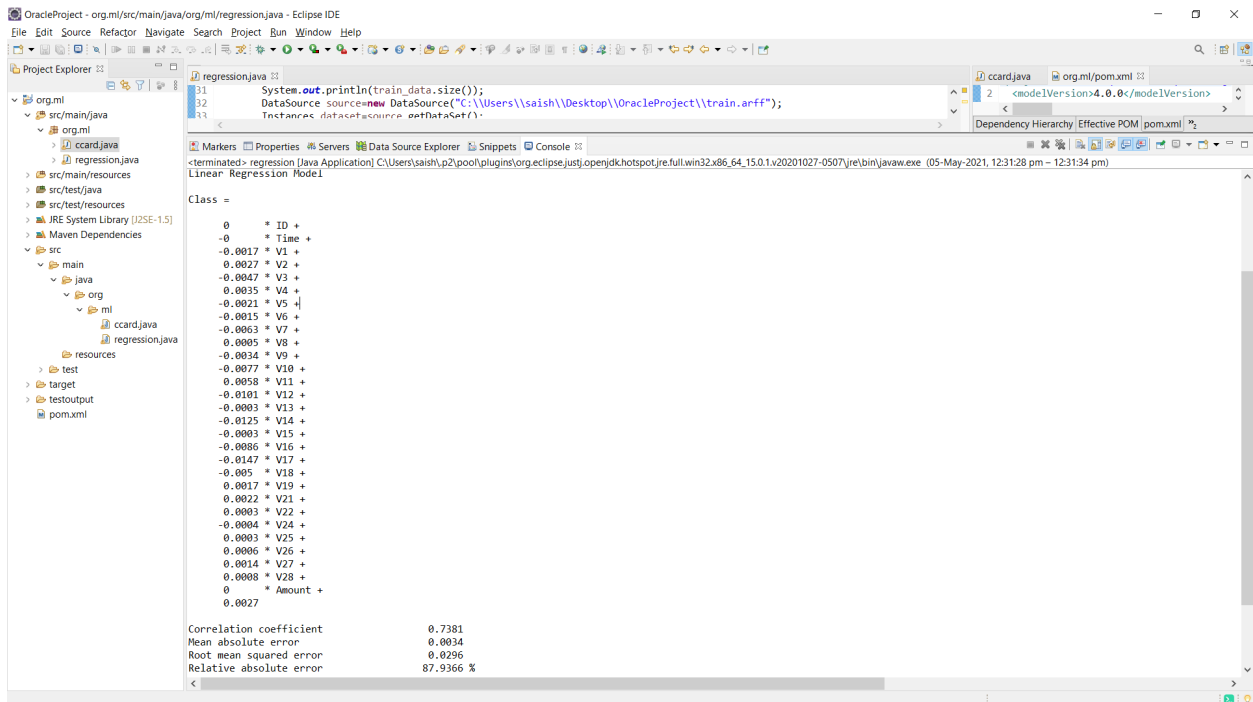 OracleProject - org.ml/src/main/java/org/ml/regression.java - Eclipse IDE
File Edit Source Refactor Navigate Search Project Run Window Help
Project Explorer
org.ml
src/main/java
org.ml
ccard.java
regression.java
src/main/resources
src/test/java
src/test/resources
JRE System Library [J2SE-1.5]
Maven Dependencies
src
main
java
org
ml
ccard.java
regression.java
resources
test
target
testoutput
pom.xml
regression.java
31 System.out.println(train_data.size());
32 DataSource source=new DataSource("C:\\Users\\saish\\Desktop\\OracleProject\\train.arff");
33 Instances dataset=source.getDataSet();
ccard.java org.ml/pom.xml
2 <modelVersion>4.0.0</modelVersion>
Dependency Hierarchy Effective POM pom.xml »2
Markers Properties Servers Data Source Explorer Snippets Console
<terminated> regression [Java Application] C:\Users\saish\.p2\pool\plugins\org.eclipse.justj.openjdk.hotspot.jre.full.win32.x86_64_15.0.1.v20201027-0507\jre\bin\javaw.exe (05-May-2021, 12:31:28 pm – 12:31:34 pm)
Linear Regression Model
Class =
0 * ID +
-0 * Time +
-0.0017 * V1 +
0.0027 * V2 +
-0.0047 * V3 +
0.0035 * V4 +
-0.0021 * V5 +
-0.0015 * V6 +
-0.0063 * V7 +
0.0005 * V8 +
-0.0034 * V9 +
-0.0077 * V10 +
0.0058 * V11 +
-0.0101 * V12 +
-0.0003 * V13 +
-0.0125 * V14 +
-0.0003 * V15 +
-0.0086 * V16 +
-0.0147 * V17 +
-0.005 * V18 +
0.0017 * V19 +
0.0022 * V21 +
0.0003 * V22 +
-0.0004 * V24 +
0.0003 * V25 +
0.0006 * V26 +
0.0014 * V27 +
0.0008 * V28 +
0 * Amount +
0.0027
Correlation coefficient 0.7381
Mean absolute error 0.0034
Root mean squared error 0.0296
Relative absolute error 87.9366 %